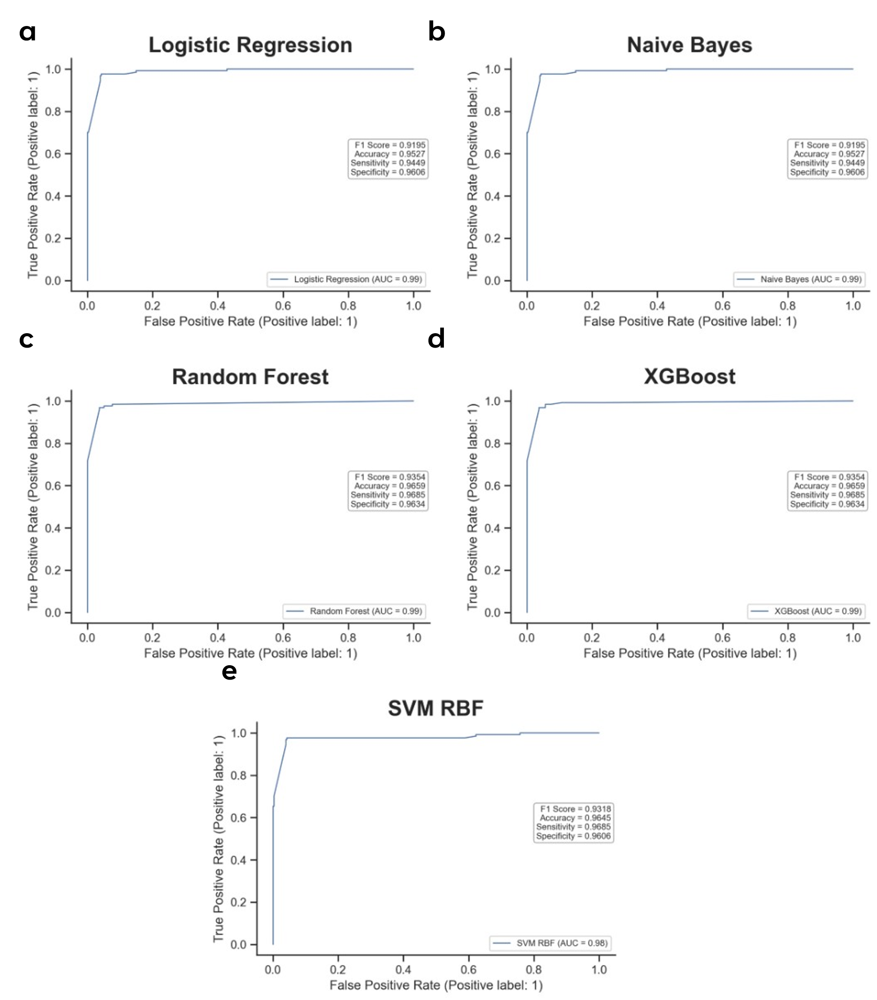 a
Logistic Regression
True Positive Rate (Positive label: 1)
1.0
0.8
0.6
0.4
0.2
0.0
F1 Score = 0.9195
Accuracy = 0.9527
Sensitivity = 0.9449
Specificity = 0.9606
Logistic Regression (AUC = 0.99)
0.0 0.2 0.4 0.6 0.8 1.0
False Positive Rate (Positive label: 1)
b
Naive Bayes
True Positive Rate (Positive label: 1)
1.0
0.8
0.6
0.4
0.2
0.0
F1 Score = 0.9195
Accuracy = 0.9527
Sensitivity = 0.9449
Specificity = 0.9606
Naive Bayes (AUC = 0.99)
0.0 0.2 0.4 0.6 0.8 1.0
False Positive Rate (Positive label: 1)
c
Random Forest
True Positive Rate (Positive label: 1)
1.0
0.8
0.6
0.4
0.2
0.0
F1 Score = 0.9354
Accuracy = 0.9659
Sensitivity = 0.9685
Specificity = 0.9634
Random Forest (AUC = 0.99)
0.0 0.2 0.4 0.6 0.8 1.0
False Positive Rate (Positive label: 1)
d
XGBoost
True Positive Rate (Positive label: 1)
1.0
0.8
0.6
0.4
0.2
0.0
F1 Score = 0.9354
Accuracy = 0.9659
Sensitivity = 0.9685
Specificity = 0.9634
XGBoost (AUC = 0.99)
0.0 0.2 0.4 0.6 0.8 1.0
False Positive Rate (Positive label: 1)
e
SVM RBF
True Positive Rate (Positive label: 1)
1.0
0.8
0.6
0.4
0.2
0.0
F1 Score = 0.9318
Accuracy = 0.9645
Sensitivity = 0.9685
Specificity = 0.9606
SVM RBF (AUC = 0.98)
0.0 0.2 0.4 0.6 0.8 1.0
False Positive Rate (Positive label: 1)